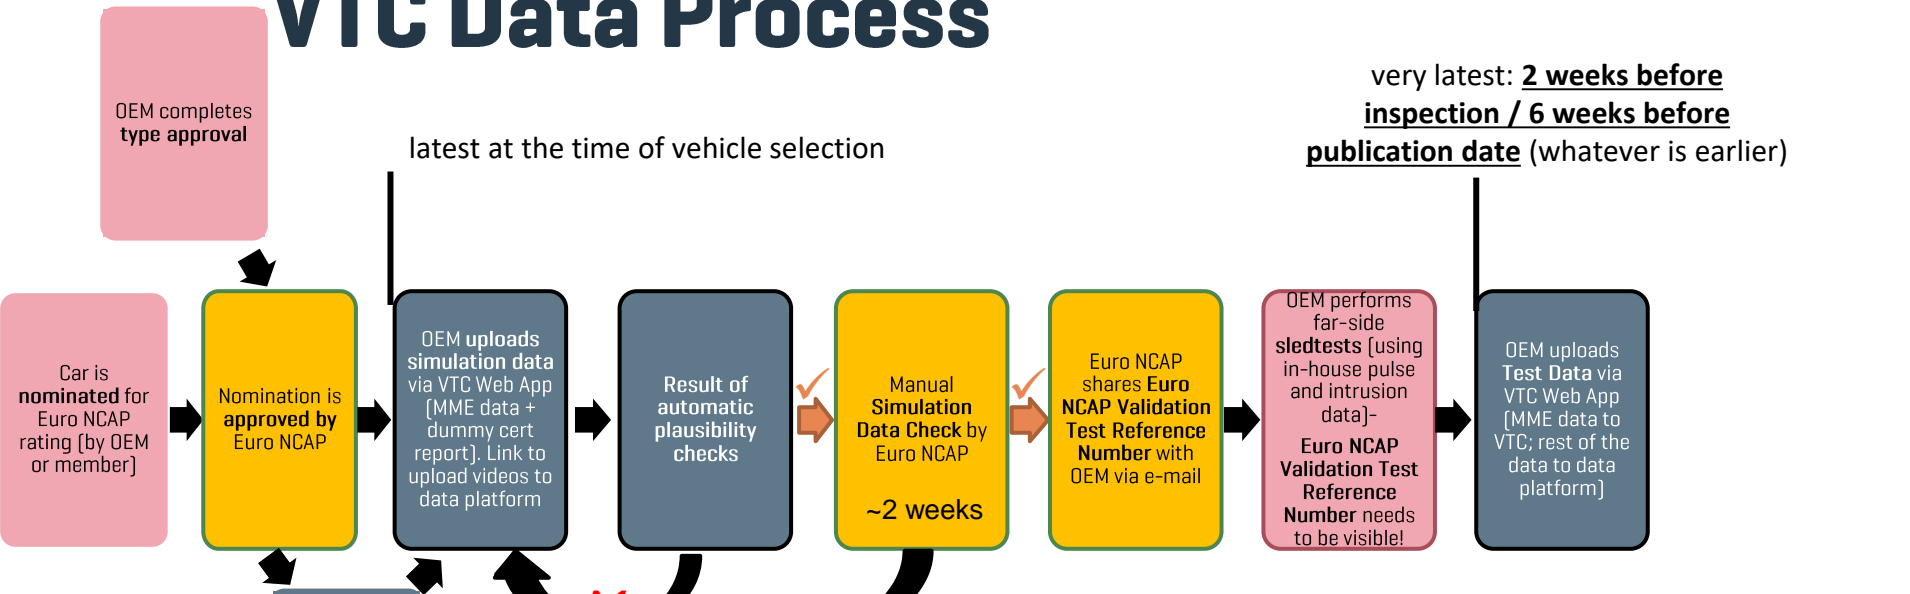 VTC Data Process
very latest: 2 weeks before
inspection / 6 weeks before
publication date (whatever is earlier)
OEM completes
type approval
latest at the time of vehicle selection
Car is
nominated for
Euro NCAP
rating (by OEM
or member)
Nomination is
approved by
Euro NCAP
OEM uploads
simulation data
via VTC Web App
(MME data +
dummy cert
report). Link to
upload videos to
data platform
Result of
automatic
plausibility
checks
Manual
Simulation
Data Check by
Euro NCAP
~2 weeks
Euro NCAP
shares Euro
NCAP Validation
Test Reference
Number with
OEM via e-mail
OEM performs
far-side
sledtests (using
in-house pulse
and intrusion
data)-
Euro NCAP
Validation Test
Reference
Number needs
to be visible!
OEM uploads
Test Data via
VTC Web App
(MME data to
VTC; rest of the
data to data
platform)